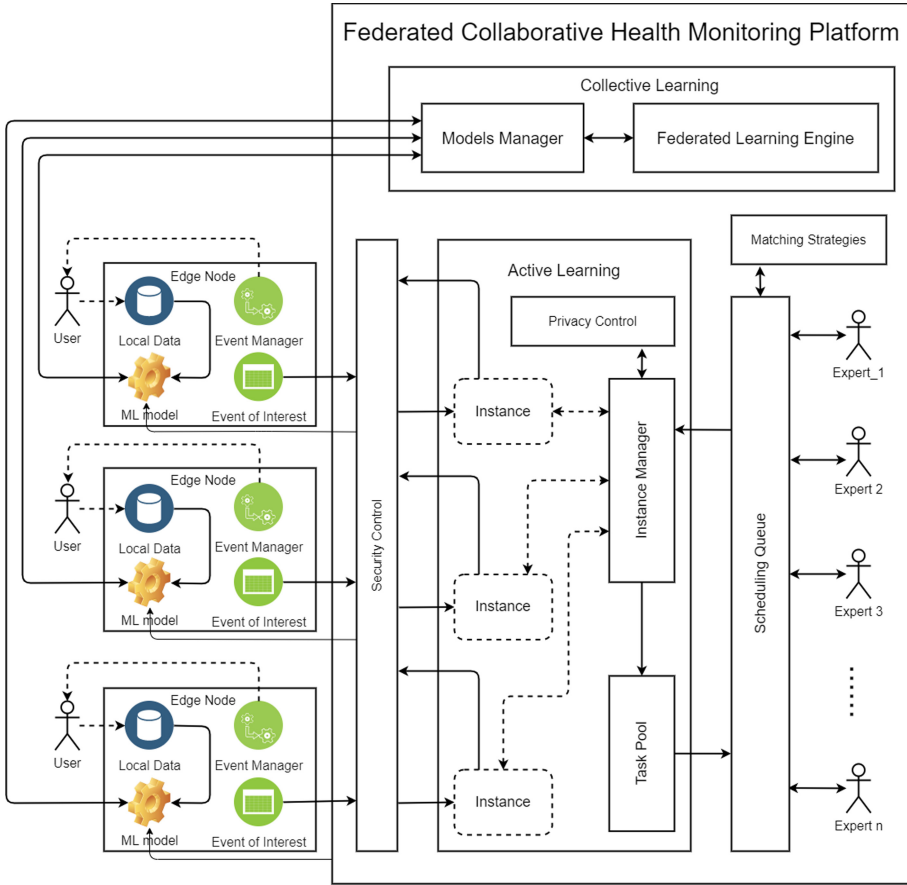 Federated Collaborative Health Monitoring Platform
Collective Learning
Models Manager
Federated Learning Engine
Matching Strategies
Edge Node
User
Local Data
Event Manager
ML model
Event of Interest
Edge Node
User
Local Data
Event Manager
ML model
Event of Interest
Edge Node
User
Local Data
Event Manager
ML model
Event of Interest
Security Control
Active Learning
Privacy Control
Instance
Instance
Instance
Instance Manager
Task Pool
Scheduling Queue
Expert_1
Expert 2
Expert 3
Expert n